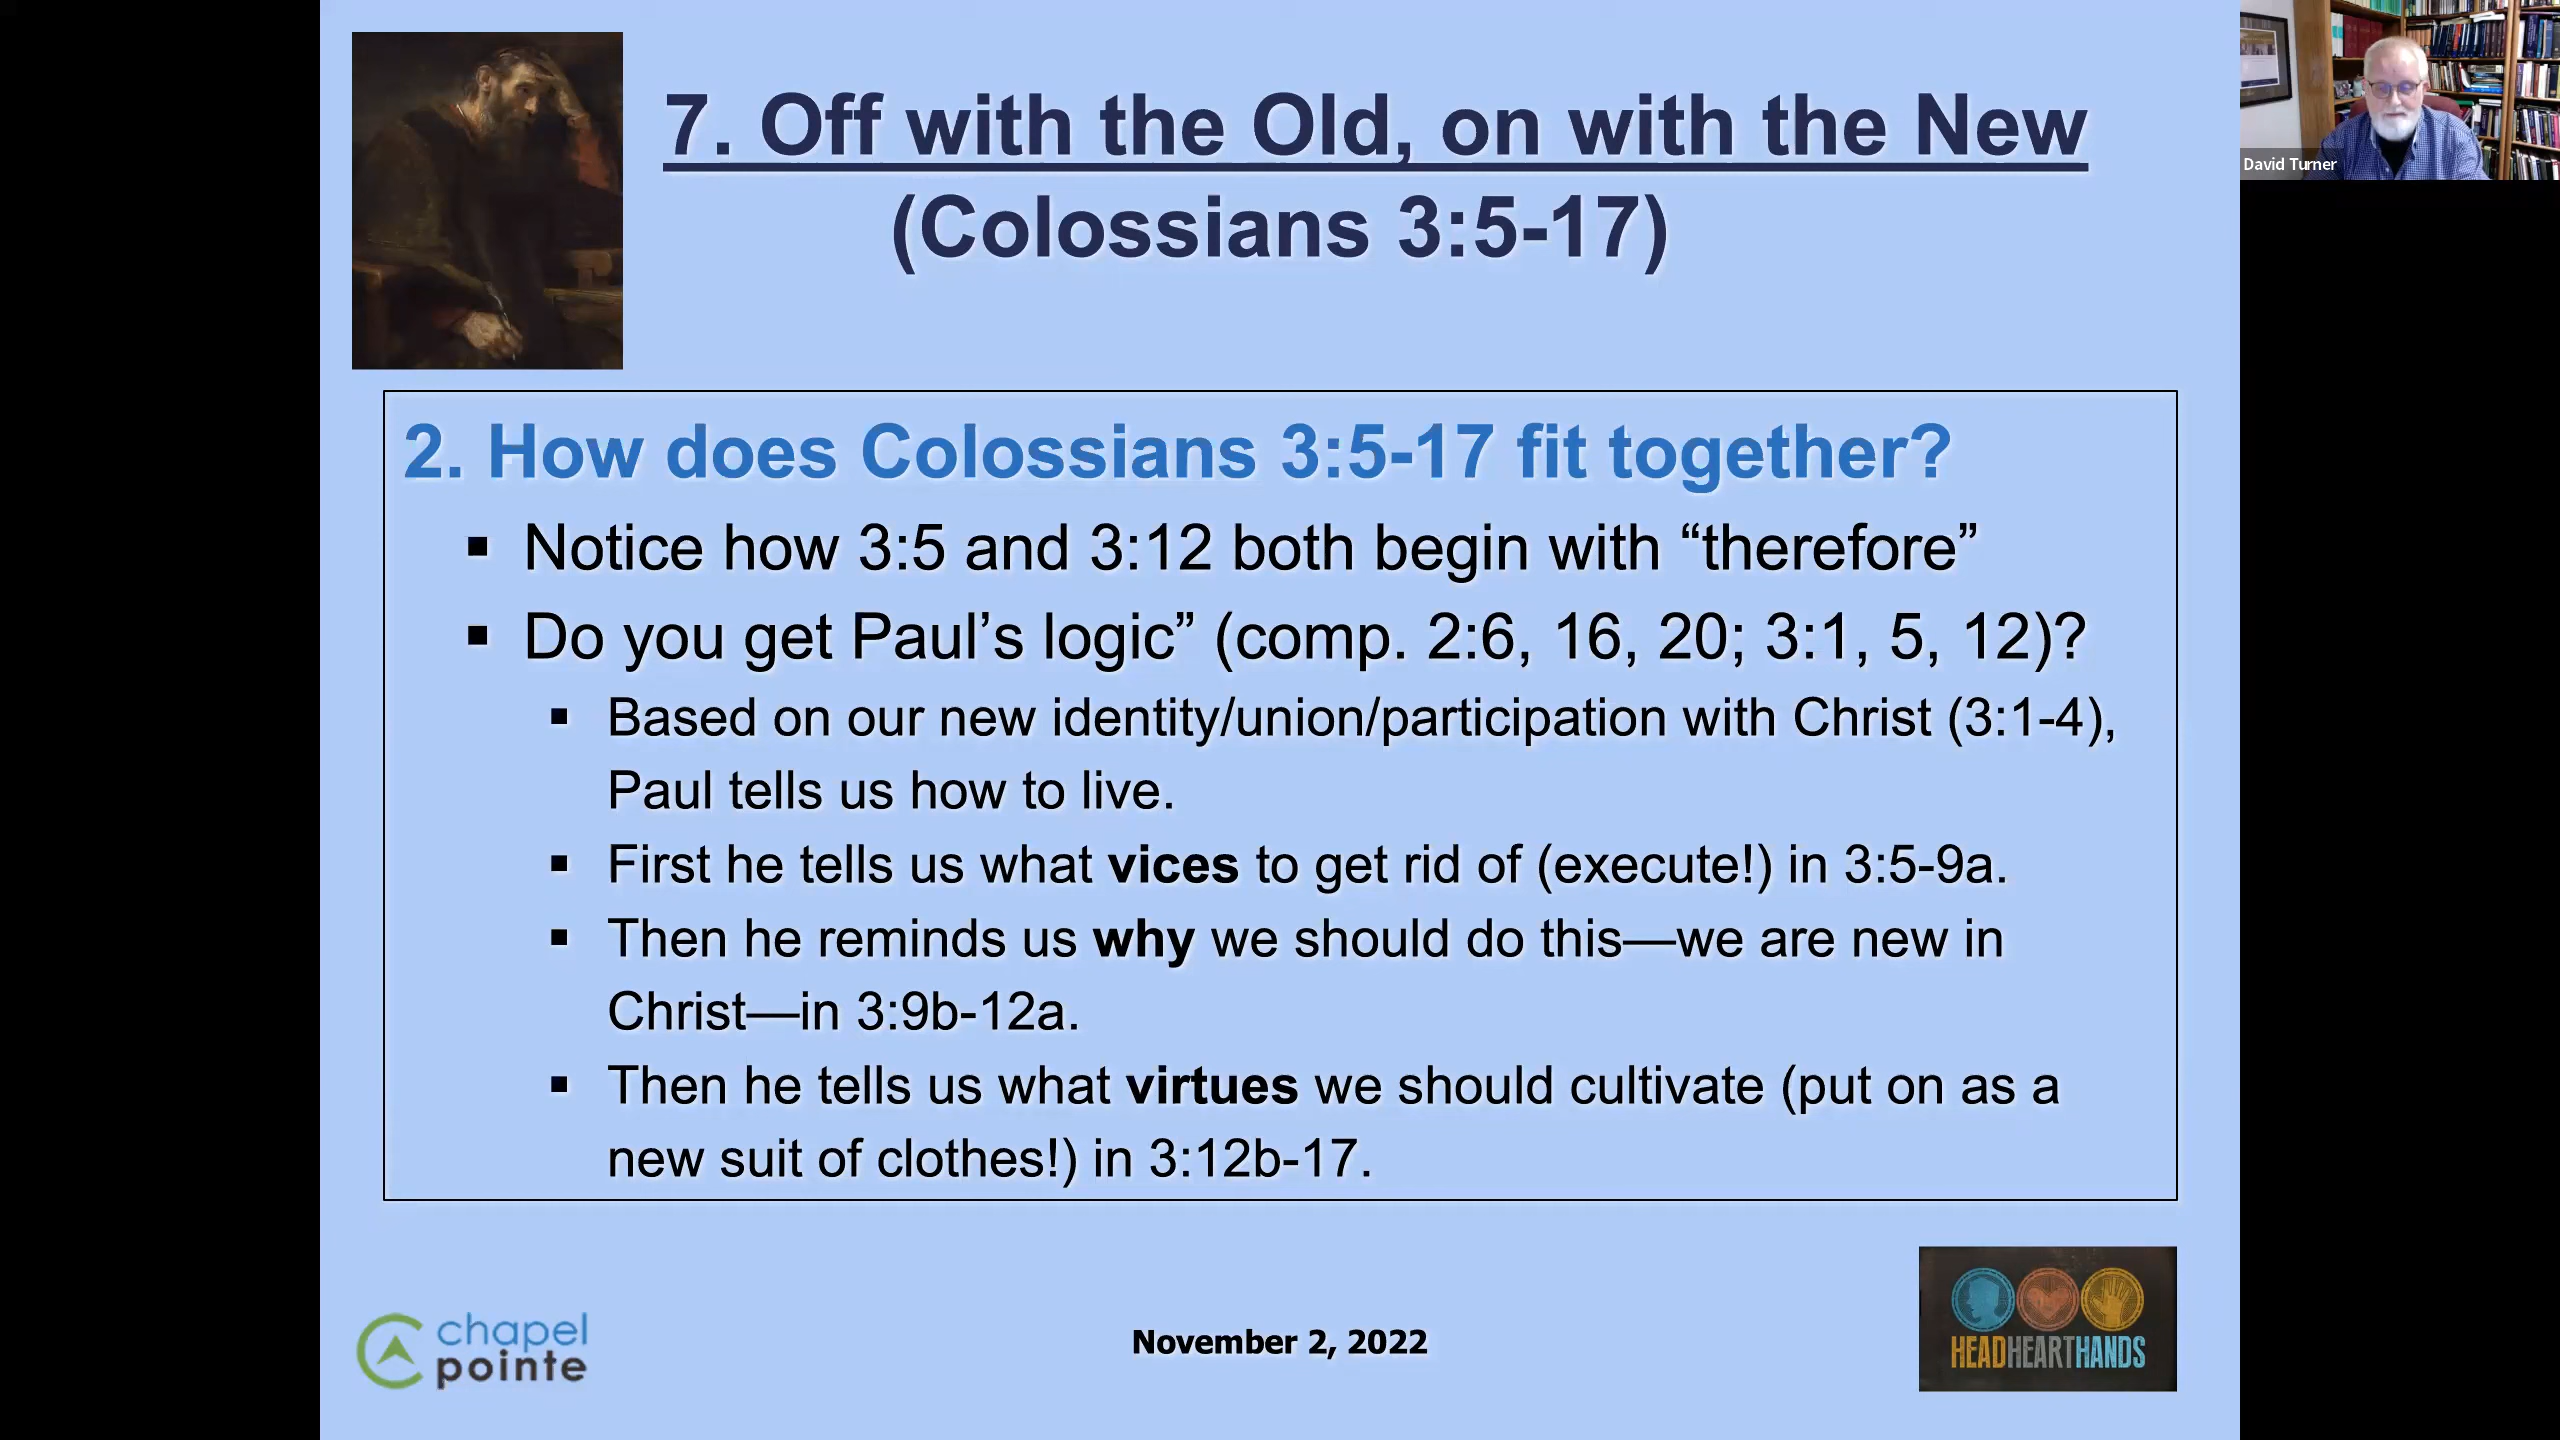 7. Off with the Old, on with the New
(Colossians 3:5-17)
David Turner
2. How does Colossians 3:5-17 fit together?
▪ Notice how 3:5 and 3:12 both begin with “therefore”
▪ Do you get Paul’s logic” (comp. 2:6, 16, 20; 3:1, 5, 12)?
▪ Based on our new identity/union/participation with Christ (3:1-4),
Paul tells us how to live.
▪ First he tells us what vices to get rid of (execute!) in 3:5-9a.
▪ Then he reminds us why we should do this—we are new in
Christ—in 3:9b-12a.
▪ Then he tells us what virtues we should cultivate (put on as a
new suit of clothes!) in 3:12b-17.
chapel
pointe
November 2, 2022
HEADHEARTHANDS